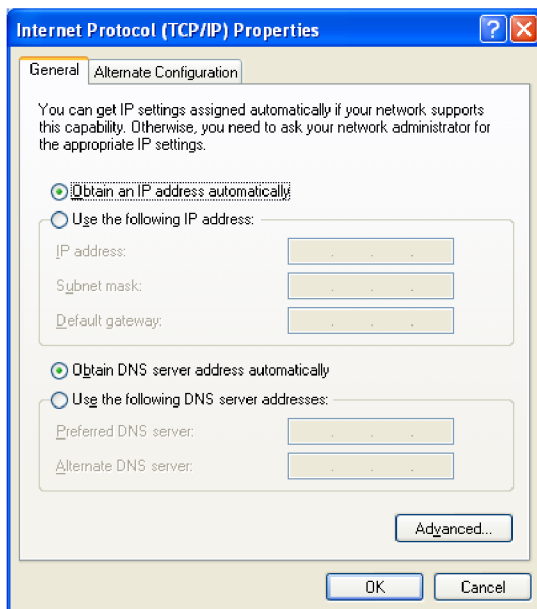 Internet Protocol (TCP/IP) Properties
General
Alternate Configuration
You can get IP settings assigned automatically if your network supports
this capability. Otherwise, you need to ask your network administrator for
the appropriate IP settings.
Obtain an IP address automatically
Use the following IP address:
IP address:
Subnet mask:
Default gateway:
Obtain DNS server address automatically
Use the following DNS server addresses:
Preferred DNS server:
Alternate DNS server:
Advanced...
OK
Cancel